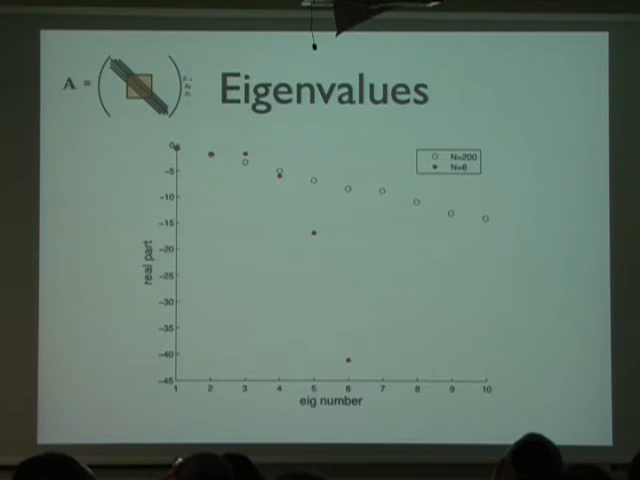 A =
Eigenvalues
N=200
N=6
0
-5
-10
-15
-20
-25
-30
-35
-40
-45
real part
1 2 3 4 5 6 7 8 9 10
eig number